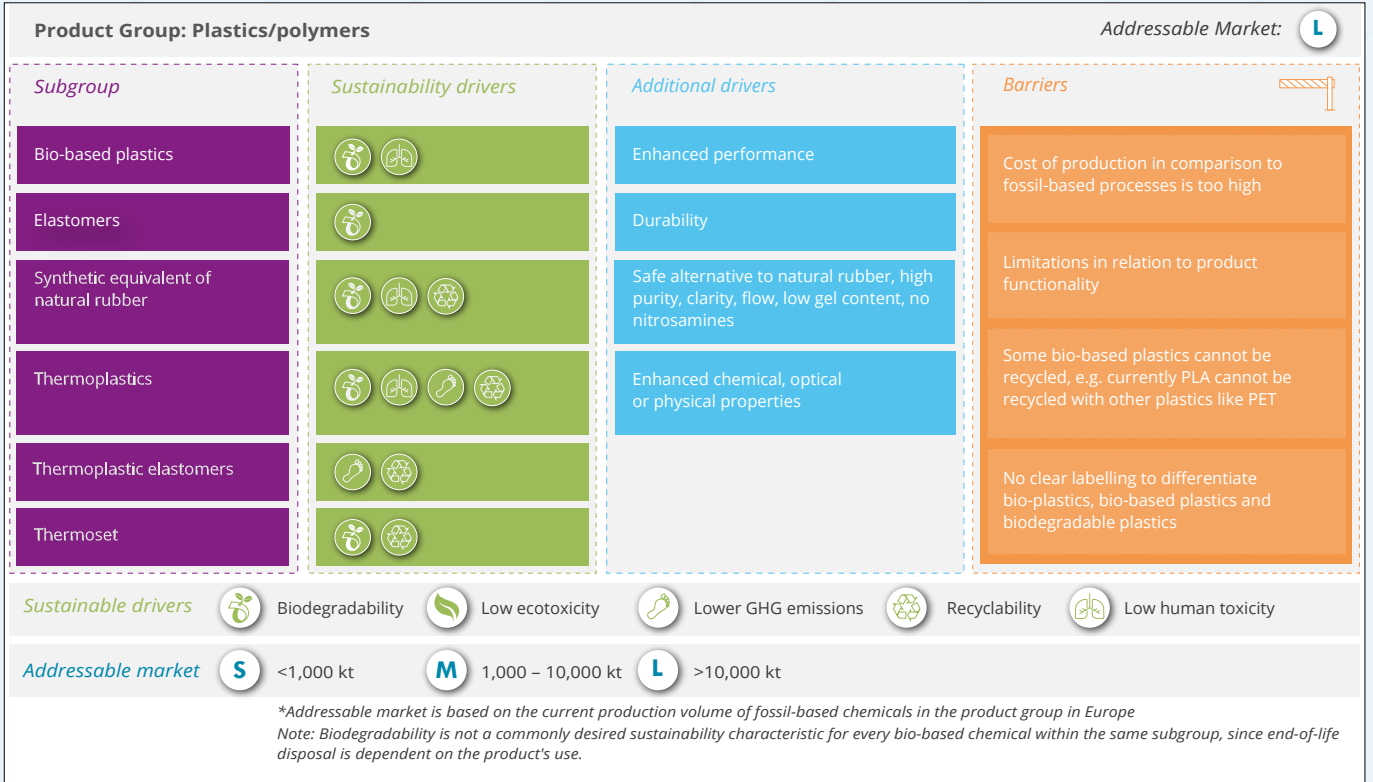 Product Group: Plastics/polymers
Addressable Market:
L
Subgroup
Sustainability drivers
Additional drivers
Barriers
Bio-based plastics
Enhanced performance
Elastomers
Durability
Synthetic equivalent of
natural rubber
Safe alternative to natural rubber, high
purity, clarity, flow, low gel content, no
nitrosamines
Thermoplastics
Enhanced chemical, optical
or physical properties
Thermoplastic elastomers
Thermoset
Cost of production in comparison to
fossil-based processes is too high
Limitations in relation to product
functionality
Some bio-based plastics cannot be
recycled, e.g. currently PLA cannot be
recycled with other plastics like PET
No clear labelling to differentiate
bio-plastics, bio-based plastics and
biodegradable plastics
Sustainable drivers
Biodegradability
Low ecotoxicity
Lower GHG emissions
Recyclability
Low human toxicity
Addressable market
S
<1,000 kt
M
1,000 – 10,000 kt
L
>10,000 kt
*Addressable market is based on the current production volume of fossil-based chemicals in the product group in Europe
Note: Biodegradability is not a commonly desired sustainability characteristic for every bio-based chemical within the same subgroup, since end-of-life
disposal is dependent on the product's use.